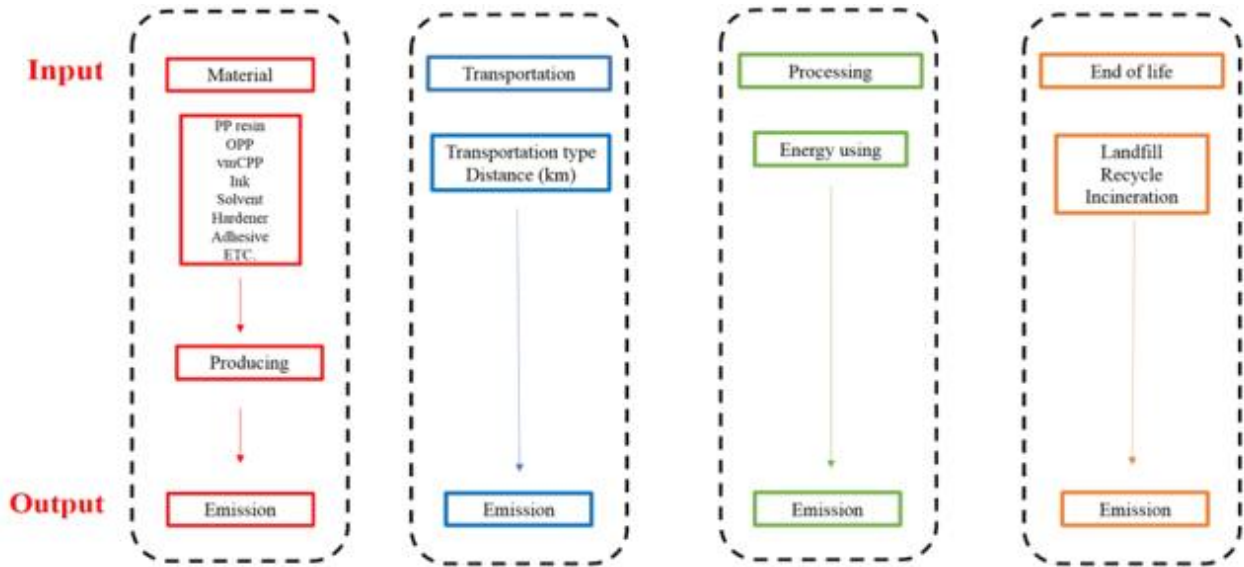 Input
Material
PP resin
OPP
vmCPP
Ink
Solvent
Hardener
Adhesive
ETC.
Producing
Output
Emission
Transportation
Transportation type
Distance (km)
Emission
Processing
Energy using
Emission
End of life
Landfill
Recycle
Incineration
Emission